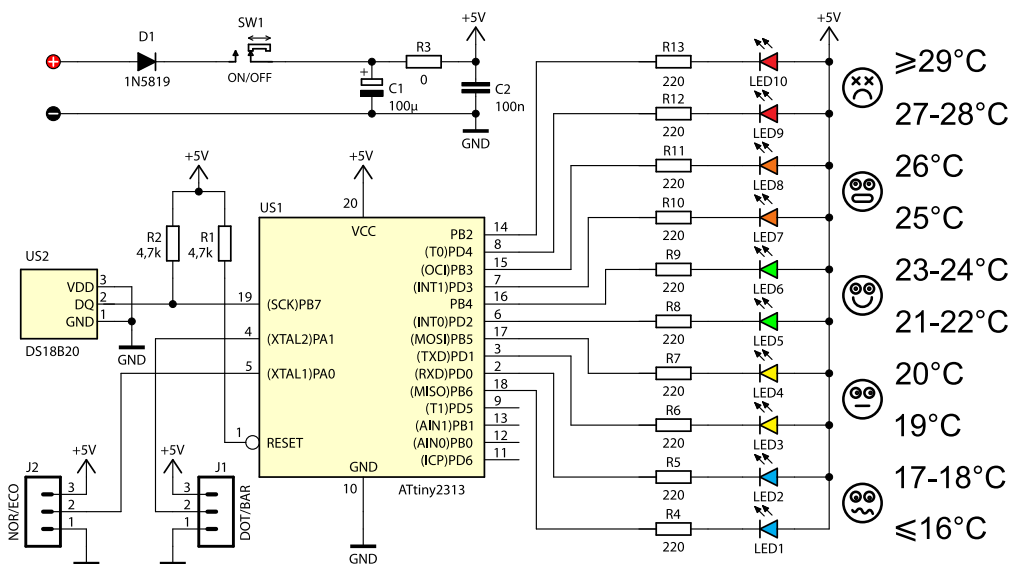 SW1
D1
1N5819
ON/OFF
+
C1
100µ
R3
0
+5V
C2
100n
GND
+5V
R2
4,7k
R1
4,7k
US2
VDD 3
DQ 2
GND 1
DS18B20
GND
+5V
US1
20
VCC
19 (SCK)PB7
4 (XTAL2)PA1
5 (XTAL1)PA0
1 RESET
PB2 14
(T0)PD4 8
(OCI)PB3 15
(INT1)PD3 7
PB4 16
(INT0)PD2 6
(MOSI)PB5 17
(TXD)PD1 3
(RXD)PD0 2
(MISO)PB6 18
(T1)PD5 9
(AIN1)PB1 13
(AIN0)PB0 12
(ICP)PD6 11
GND
10
ATtiny2313
GND
J2
NOR/ECO
3
2
1
+5V
+5V
J1
DOT/BAR
3
2
1
+5V
R13
220
LED10
≥29°C
R12
220
LED9
27-28°C
R11
220
LED8
26°C
R10
220
LED7
25°C
R9
220
LED6
23-24°C
R8
220
LED5
21-22°C
R7
220
LED4
20°C
R6
220
LED3
19°C
R5
220
LED2
17-18°C
R4
220
LED1
≤16°C